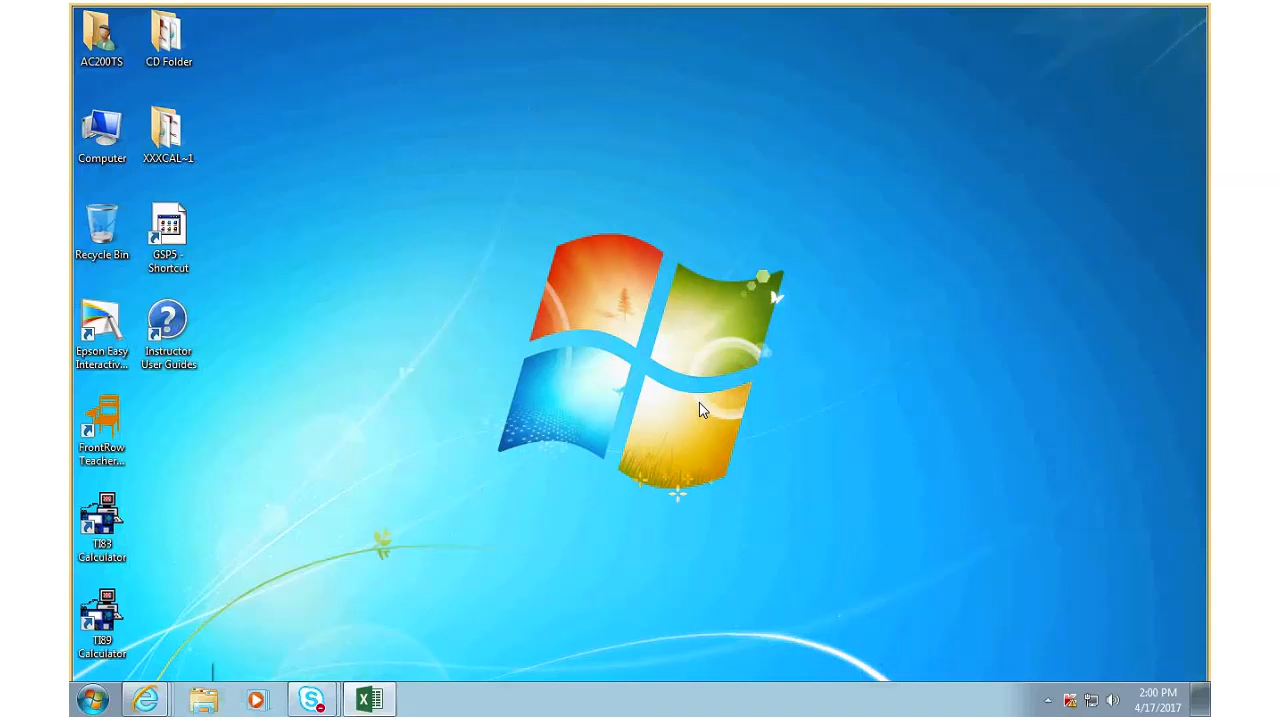 AC200TS
CD Folder
Computer
XXXCAL~1
Recycle Bin
GSP5 -
Shortcut
Epson Easy
Interactiv...
Instructor
User Guides
FrontRow
Teacher...
TI83
Calculator
TI89
Calculator
2:00 PM
4/17/2017